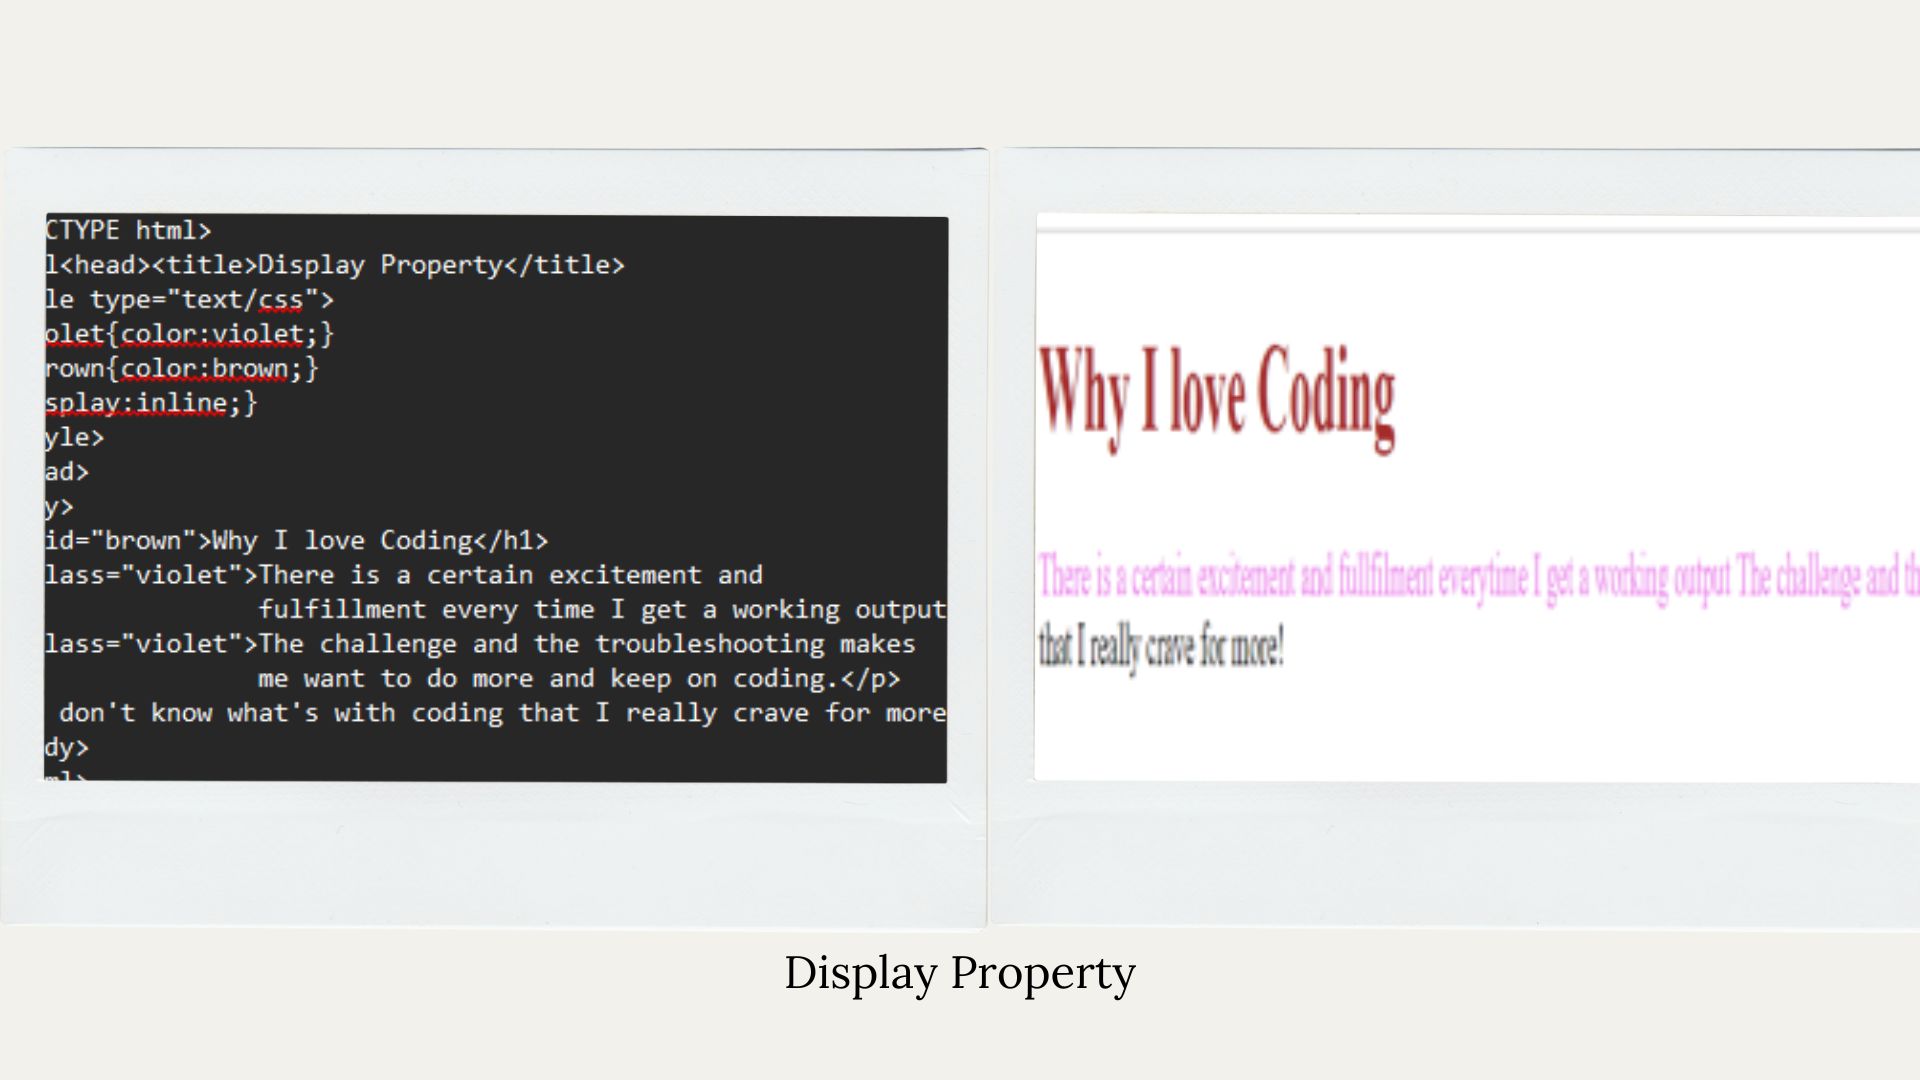 CTYPE html>
l<head><title>Display Property</title>
le type="text/css">
olet{color:violet;}
rown{color:brown;}
splay:inline;}
yle>
ad>
y>
id="brown">Why I love Coding</h1>
lass="violet">There is a certain excitement and
fulfillment every time I get a working output
lass="violet">The challenge and the troubleshooting makes
me want to do more and keep on coding.</p>
don't know what's with coding that I really crave for more
dy>
ml>
Why I love Coding
There is a certain excitement and fullfilment everytime I get a working output The challenge and th
that I really crave for more!
Display Property